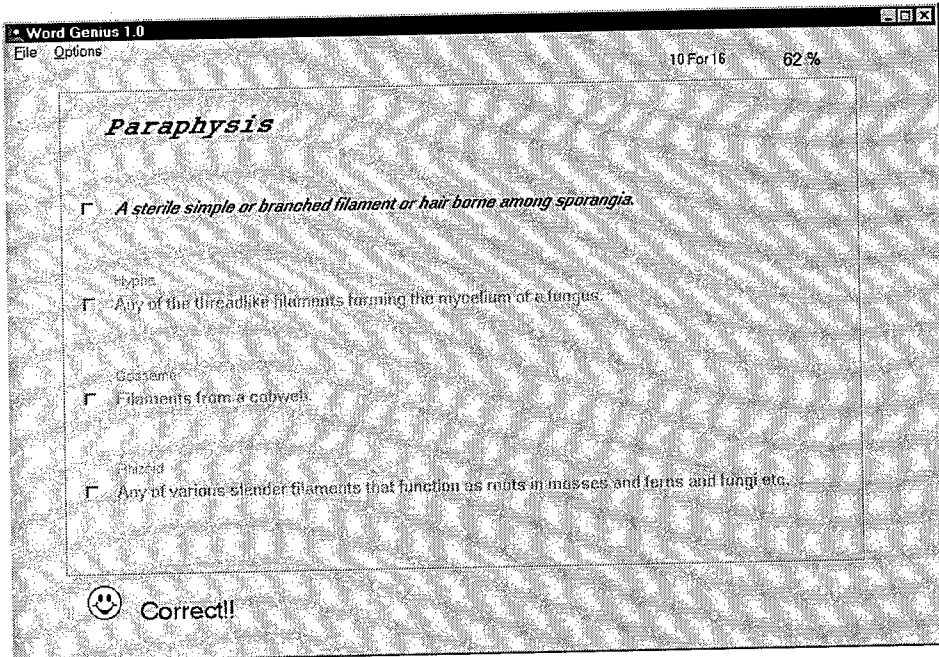 Word Genius 1.0
File Options
10 For 16 62 %
Paraphysis
A sterile simple or branched filament or hair borne among sporangia.
Hypha
Any of the threadlike filaments forming the mycelium of a fungus.
Filaments from a cobweb.
Rhizoid
Any of various slender filaments that function as roots in mosses and ferns and fungi etc.
Correct!!